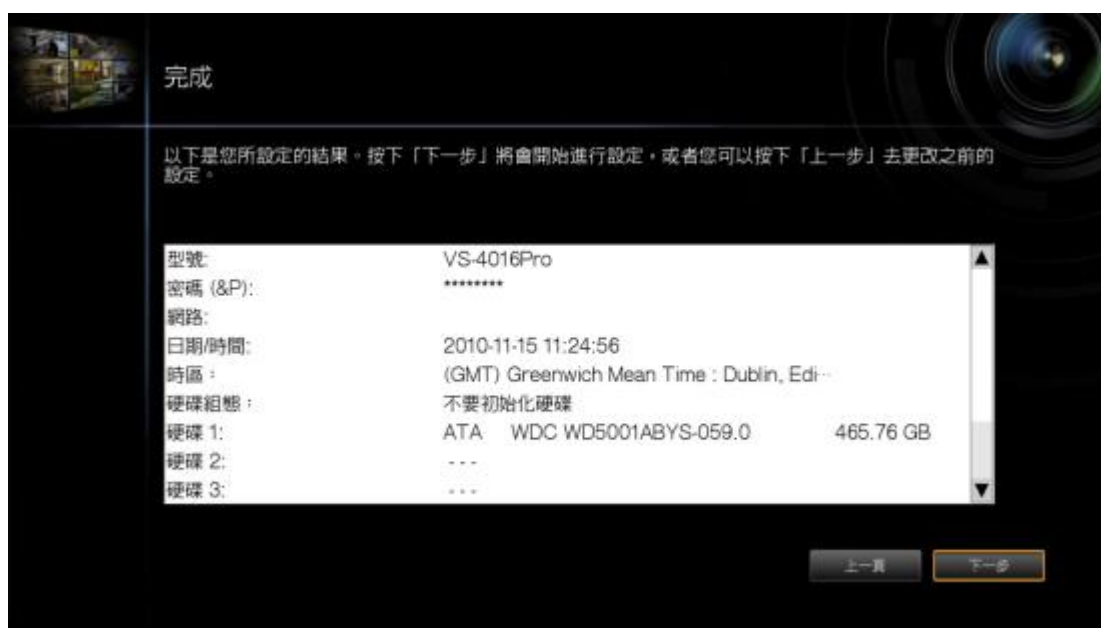 完成
以下是您所設定的結果。按下「下一步」將會開始進行設定，或者您可以按下「上一步」去更改之前的
設定。
型號: VS-4016Pro
密碼 (&P): ********
網路:
日期/時間: 2010-11-15 11:24:56
時區： (GMT) Greenwich Mean Time : Dublin, Edi…
硬碟組態： 不要初始化硬碟
硬碟 1: ATA WDC WD5001ABYS-059.0 465.76 GB
硬碟 2: ---
硬碟 3: ---
上一頁 下一步